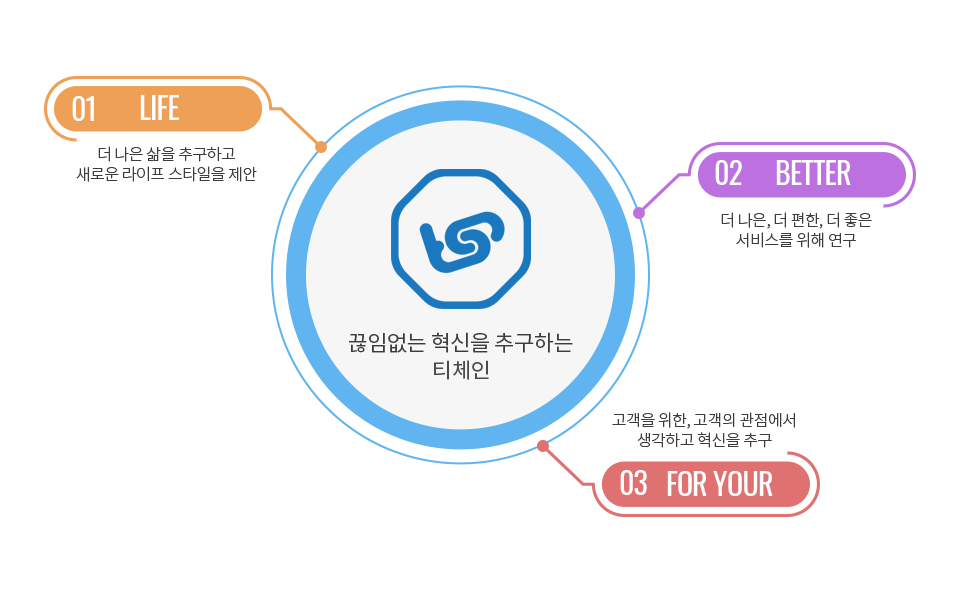 01 LIFE
더 나은 삶을 추구하고
새로운 라이프 스타일을 제안
02 BETTER
더 나은, 더 편한, 더 좋은
서비스를 위해 연구
끊임없는 혁신을 추구하는
티체인
고객을 위한, 고객의 관점에서
생각하고 혁신을 추구
03 FOR YOUR